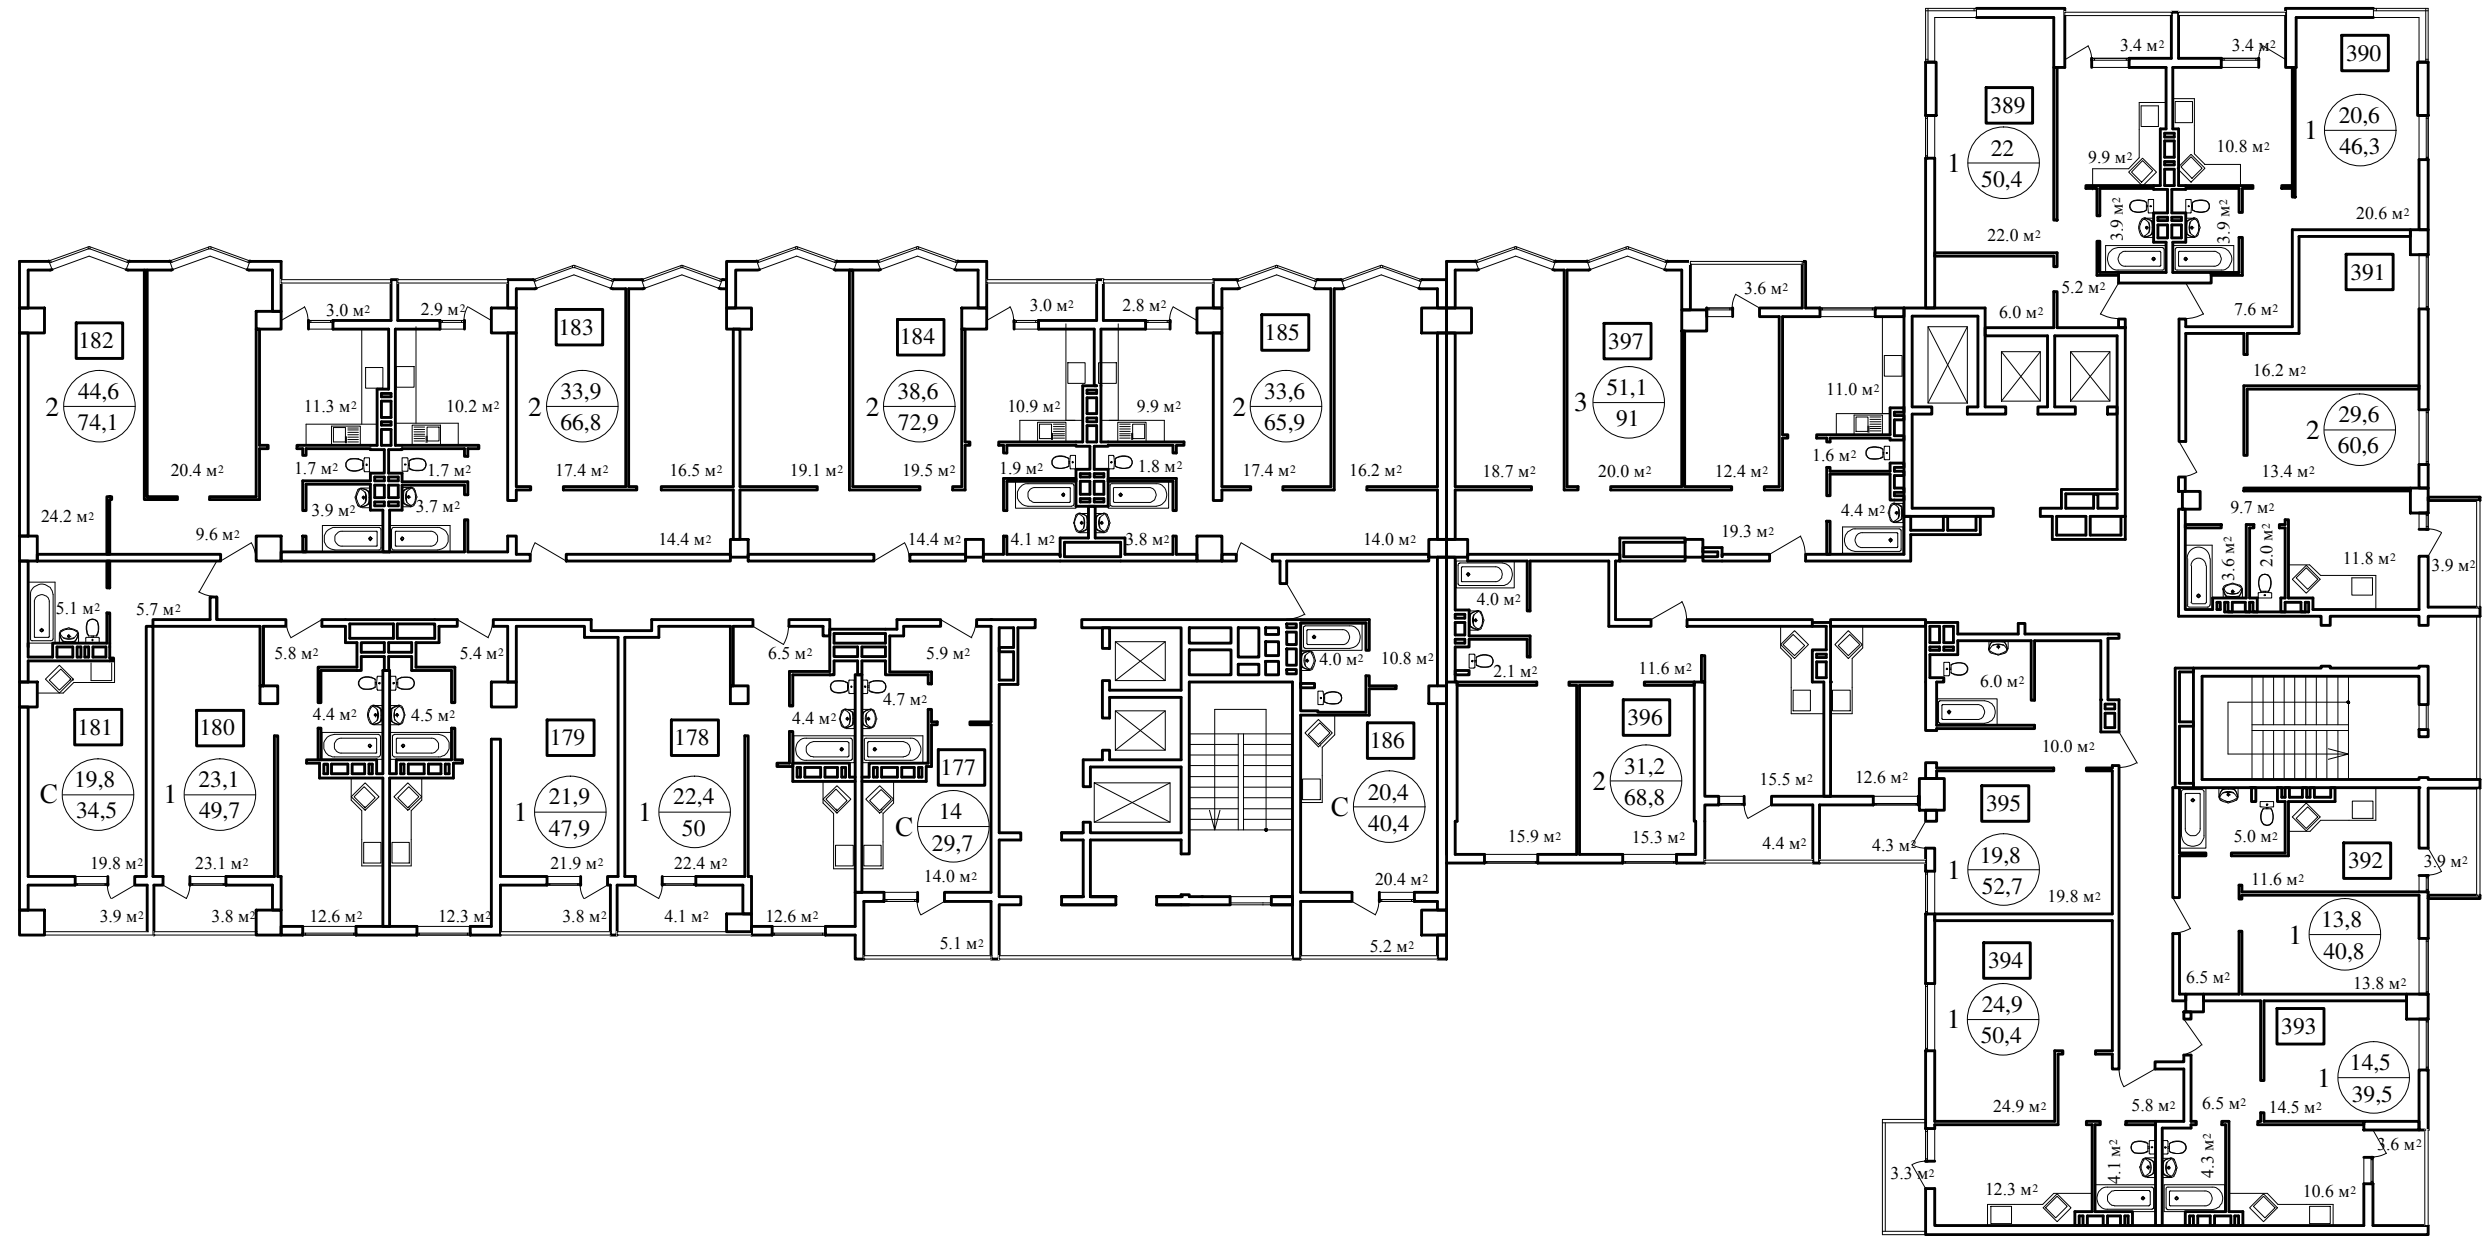 3.4 м²
3.4 м²
390
389
1
20,6
46,3
1
22
50,4
9.9 м²
10.8 м²
3.9 м²
3.9 м²
20.6 м²
22.0 м²
391
5.2 м²
7.6 м²
6.0 м²
16.2 м²
2
29,6
60,6
13.4 м²
9.7 м²
3.6 м²
2.0 м²
11.8 м²
3.9 м²
182
2
44,6
74,1
20.4 м²
24.2 м²
9.6 м²
3.0 м²
2.9 м²
11.3 м²
10.2 м²
1.7 м²
1.7 м²
3.9 м²
3.7 м²
183
2
33,9
66,8
17.4 м²
16.5 м²
14.4 м²
184
2
38,6
72,9
19.1 м²
19.5 м²
14.4 м²
3.0 м²
2.8 м²
10.9 м²
9.9 м²
1.9 м²
1.8 м²
4.1 м²
3.8 м²
185
2
33,6
65,9
17.4 м²
16.2 м²
14.0 м²
397
3
51,1
91
18.7 м²
20.0 м²
12.4 м²
3.6 м²
11.0 м²
1.6 м²
4.4 м²
19.3 м²
5.1 м²
5.7 м²
181
С
19,8
34,5
19.8 м²
3.9 м²
180
1
23,1
49,7
5.8 м²
4.4 м²
23.1 м²
3.8 м²
12.6 м²
5.4 м²
4.5 м²
179
1
21,9
47,9
21.9 м²
12.3 м²
3.8 м²
178
1
22,4
50
6.5 м²
4.4 м²
22.4 м²
4.1 м²
12.6 м²
5.9 м²
4.7 м²
177
С
14
29,7
14.0 м²
5.1 м²
4.0 м²
10.8 м²
186
С
20,4
40,4
20.4 м²
5.2 м²
4.0 м²
2.1 м²
11.6 м²
396
2
31,2
68,8
15.9 м²
15.3 м²
15.5 м²
4.4 м²
12.6 м²
4.3 м²
6.0 м²
10.0 м²
395
1
19,8
52,7
19.8 м²
5.0 м²
392
11.6 м²
3.9 м²
1
13,8
40,8
6.5 м²
13.8 м²
394
1
24,9
50,4
24.9 м²
5.8 м²
4.1 м²
12.3 м²
3.3 м²
393
1
14,5
39,5
6.5 м²
14.5 м²
4.3 м²
10.6 м²
3.6 м²